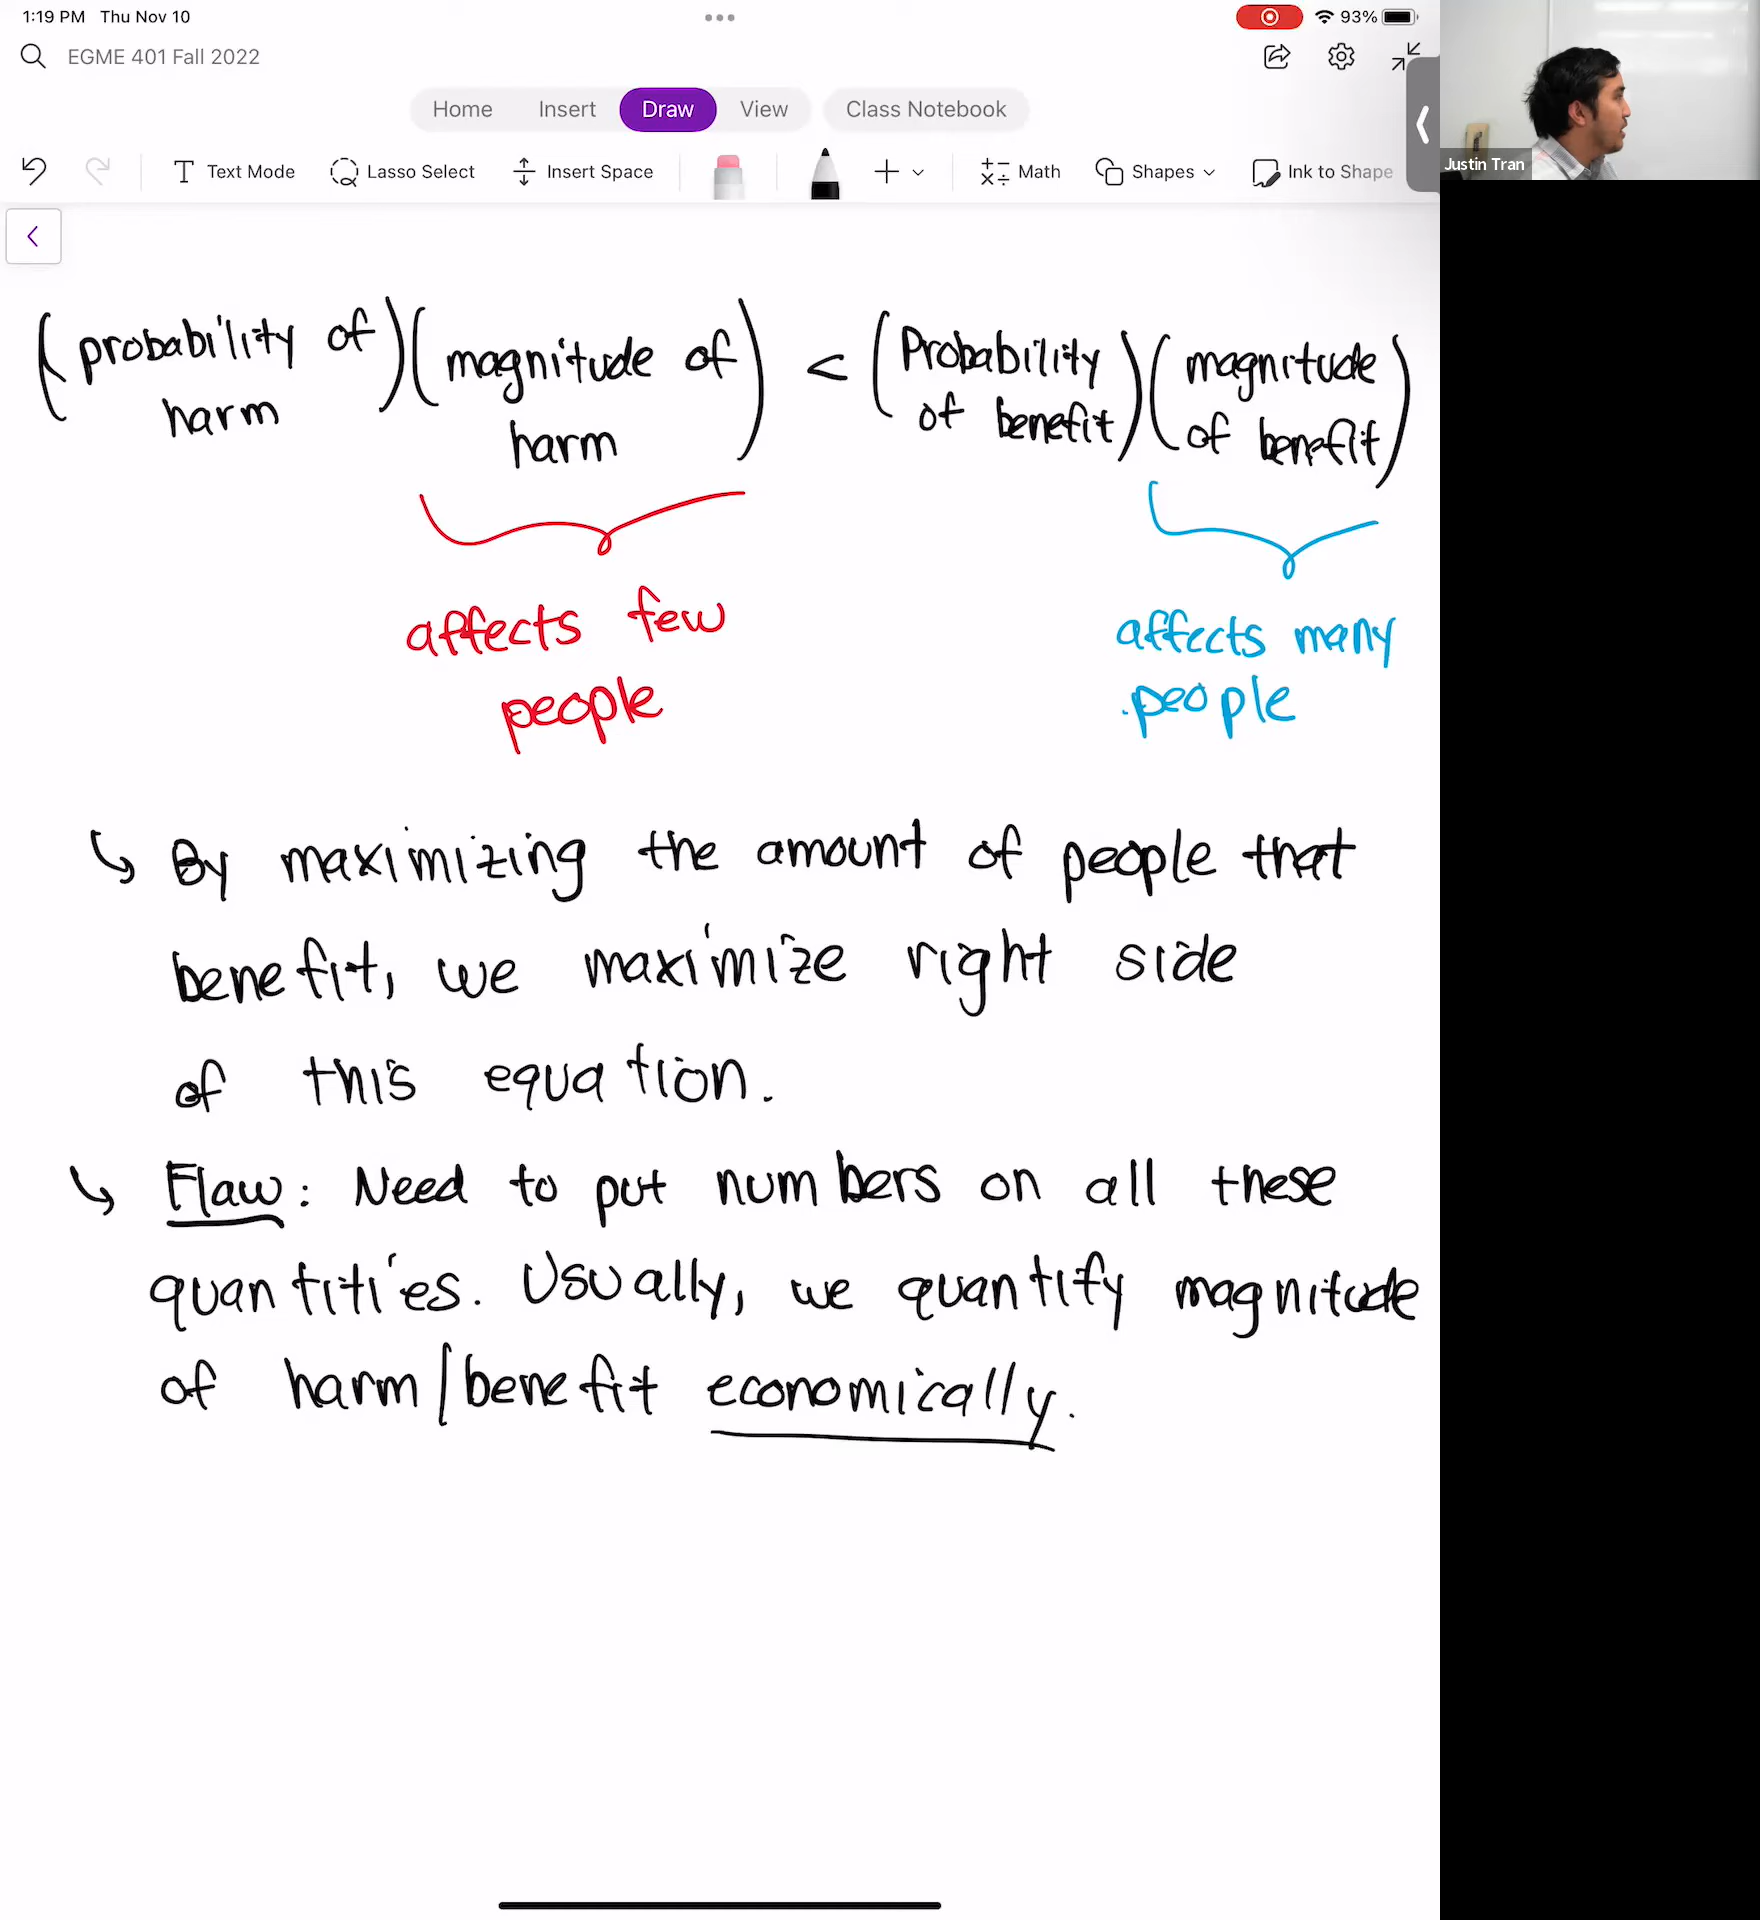 1:19 PM Thu Nov 10
93%
EGME 401 Fall 2022
Home Insert Draw View Class Notebook
Text Mode Lasso Select Insert Space Math Shapes Ink to Shape
Justin Tran
(probability of harm)(magnitude of harm) < (Probability of benefit)(magnitude of benefit)
affects few
people
affects many
people
By maximizing the amount of people that
benefit, we maximize right side
of this equation.
Flaw: Need to put numbers on all these
quantities. Usually, we quantify magnitude
of harm/benefit economically.